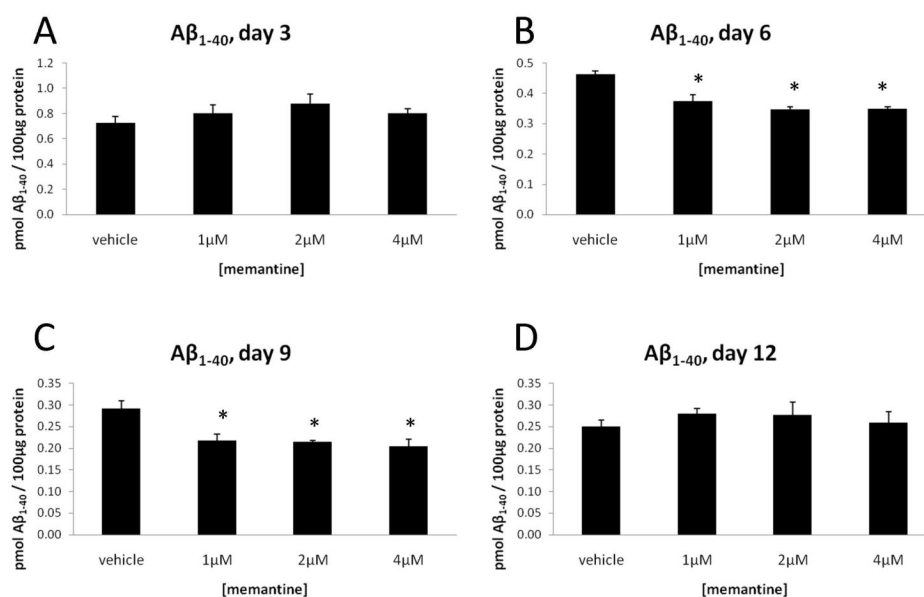 A
Aβ1-40, day 3
pmol Aβ1-40 / 100µg protein
1.2
1.0
0.8
0.6
0.4
0.2
0.0
vehicle 1µM 2µM 4µM
[memantine]
B
Aβ1-40, day 6
pmol Aβ1-40 / 100µg protein
0.5
0.4
0.3
0.2
0.1
0.0
* * *
vehicle 1µM 2µM 4µM
[memantine]
C
Aβ1-40, day 9
pmol Aβ1-40 / 100µg protein
0.35
0.30
0.25
0.20
0.15
0.10
0.05
0.00
* * *
vehicle 1µM 2µM 4µM
[memantine]
D
Aβ1-40, day 12
pmol Aβ1-40 / 100µg protein
0.35
0.30
0.25
0.20
0.15
0.10
0.05
0.00
vehicle 1µM 2µM 4µM
[memantine]